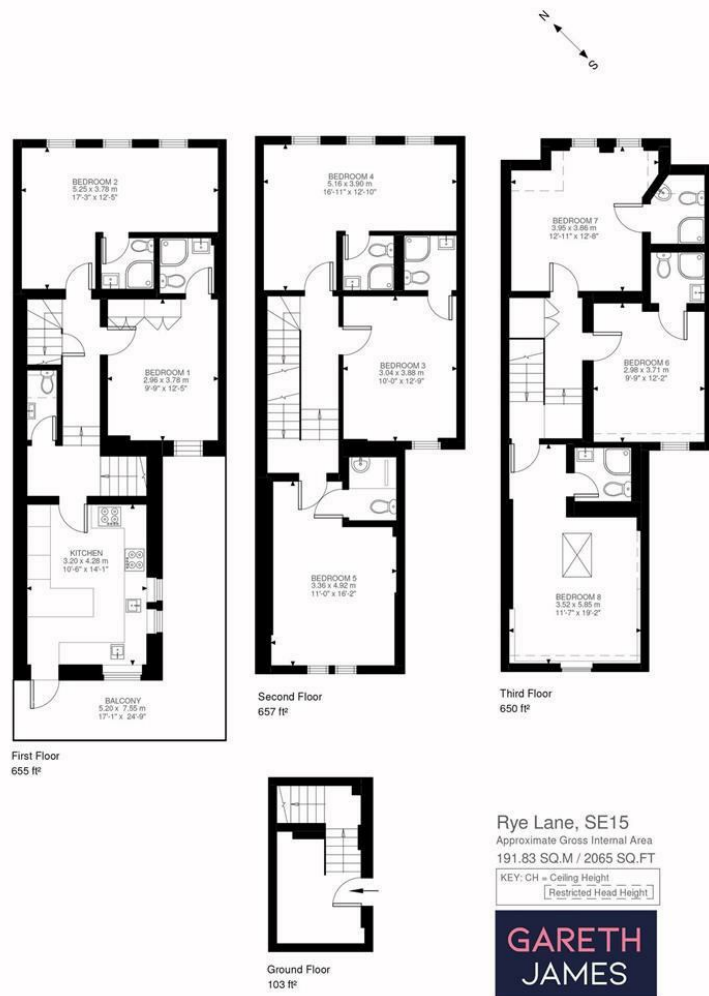 N
S
BEDROOM 2
5.25 x 3.78 m
17'-3" x 12'-5"
BEDROOM 1
2.96 x 3.78 m
9'-9" x 12'-5"
KITCHEN
3.20 x 4.28 m
10'-6" x 14'-1"
BALCONY
5.20 x 7.55 m
17'-1" x 24'-9"
First Floor
655 ft²
BEDROOM 4
5.16 x 3.90 m
16'-11" x 12'-10"
BEDROOM 3
3.04 x 3.88 m
10'-0" x 12'-9"
BEDROOM 5
3.36 x 4.92 m
11'-0" x 16'-2"
Second Floor
657 ft²
BEDROOM 7
3.95 x 3.86 m
12'-11" x 12'-8"
BEDROOM 6
2.98 x 3.71 m
9'-9" x 12'-2"
BEDROOM 8
3.52 x 5.85 m
11'-7" x 19'-2"
Third Floor
650 ft²
Ground Floor
103 ft²
Rye Lane, SE15
Approximate Gross Internal Area
191.83 SQ.M / 2065 SQ.FT
KEY: CH = Ceiling Height
Restricted Head Height
GARETH
JAMES